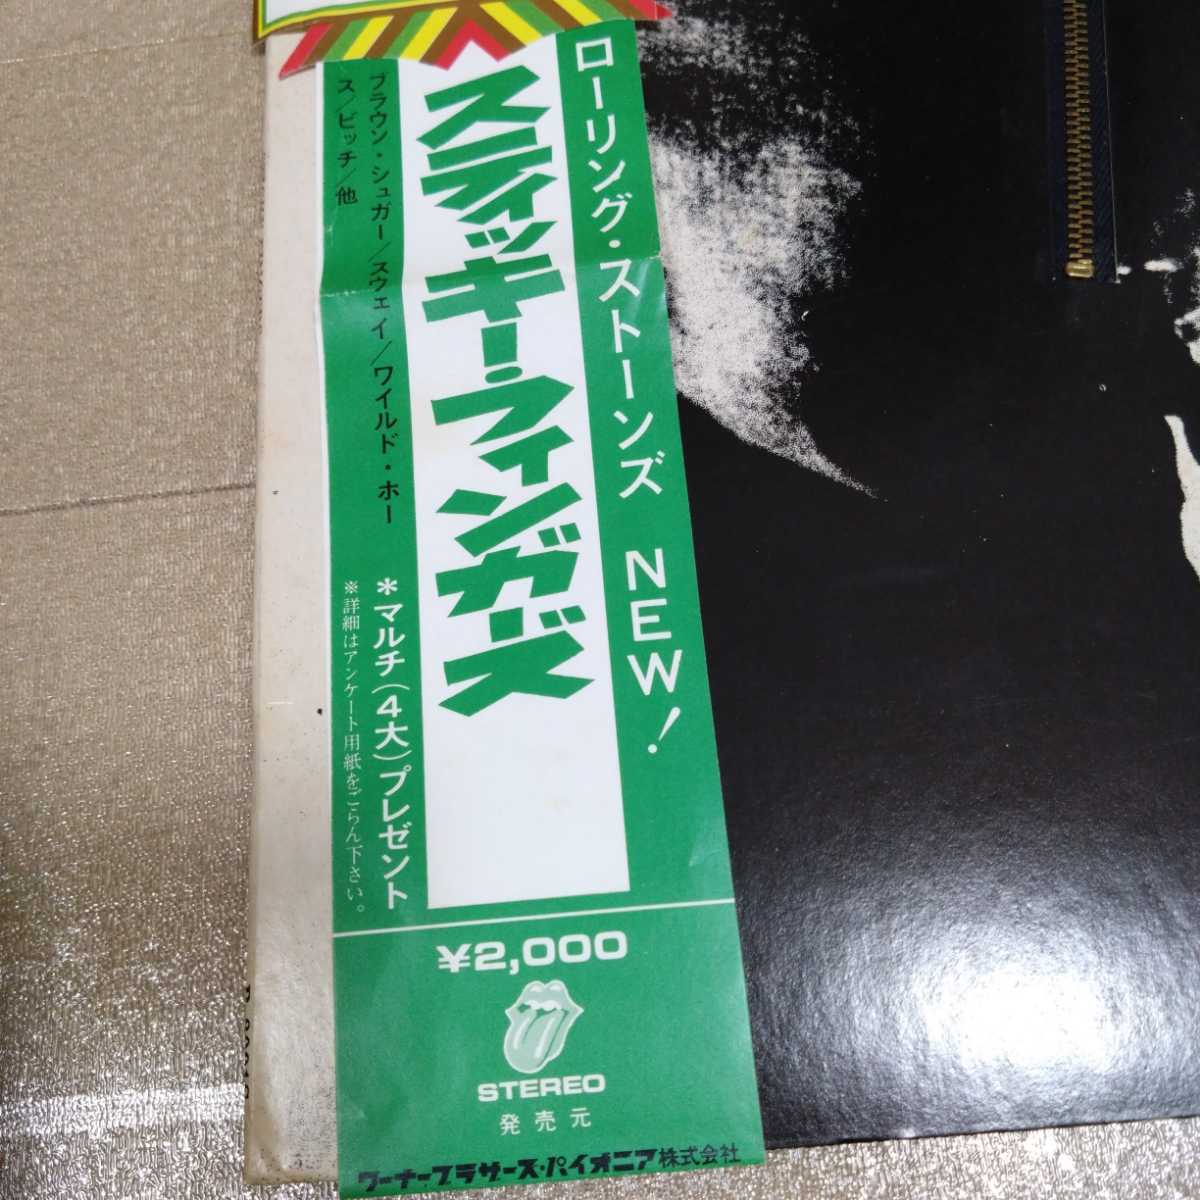 ローリング・ストーンズ NEW!
スティッキー・フィンガーズ
ブラウン・シュガー/スウェイ/ワイルド・ホー
ス/ビッチ/他
*マルチ(4大)プレゼント
※詳細はアンケート用紙をごらん下さい。
¥2,000
STEREO
発売元
ワーナーブラザーズ・パイオニア株式会社